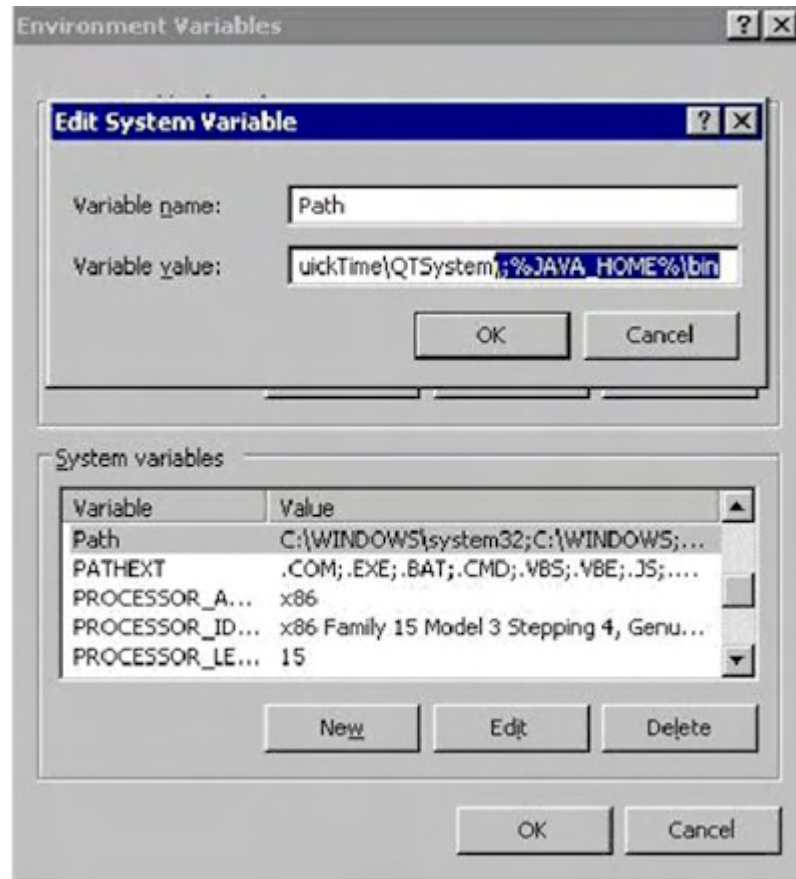 Environment Variables
Edit System Variable
Variable name: Path
Variable value: uickTime\QTSystem\;%JAVA_HOME%\bin
OK Cancel
System variables
Variable Value
Path C:\WINDOWS\system32;C:\WINDOWS;...
PATHEXT .COM;.EXE;.BAT;.CMD;.VBS;.VBE;.JS;....
PROCESSOR_A... x86
PROCESSOR_ID... x86 Family 15 Model 3 Stepping 4, Genu...
PROCESSOR_LE... 15
New Edit Delete
OK Cancel